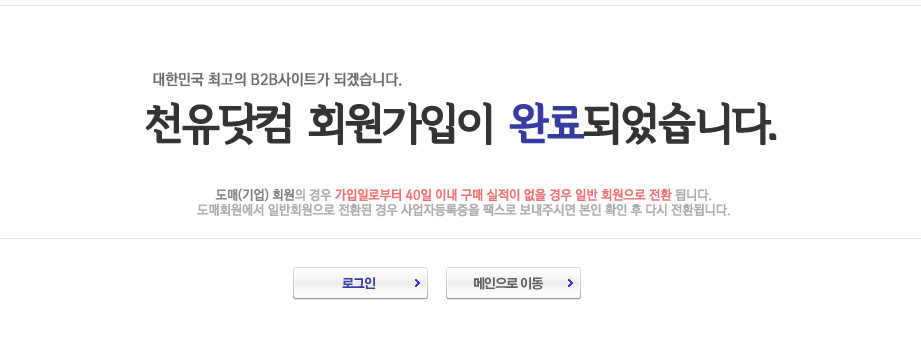 대한민국 최고의 B2B사이트가 되겠습니다.
천유닷컴 회원가입이 완료되었습니다.
도매(기업) 회원의 경우 가입일로부터 40일 이내 구매 실적이 없을 경우 일반 회원으로 전환 됩니다.
도매회원에서 일반회원으로 전환된 경우 사업자등록증을 팩스로 보내주시면 본인 확인 후 다시 전환됩니다.
로그인
메인으로 이동